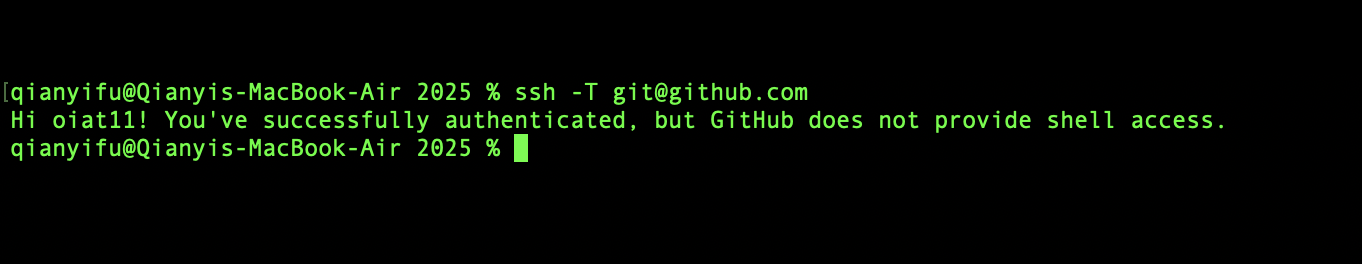 [qianyifu@Qianyis-MacBook-Air 2025 % ssh -T git@github.com
Hi oiat11! You've successfully authenticated, but GitHub does not provide shell access.
qianyifu@Qianyis-MacBook-Air 2025 %